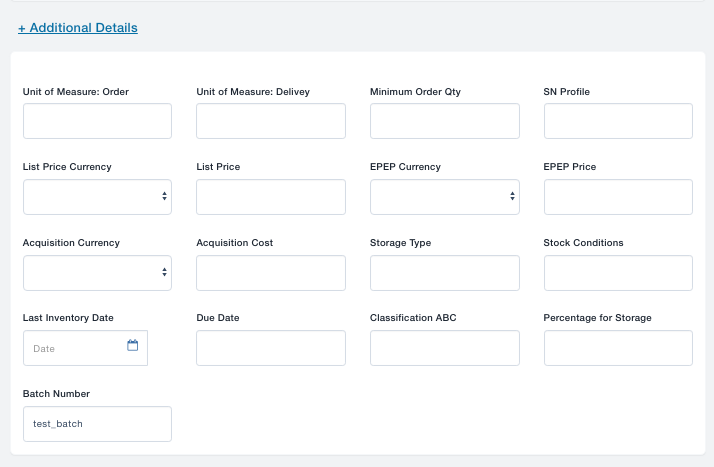 + Additional Details
Unit of Measure: Order
Unit of Measure: Delivey
Minimum Order Qty
SN Profile
List Price Currency
List Price
EPEP Currency
EPEP Price
Acquisition Currency
Acquisition Cost
Storage Type
Stock Conditions
Last Inventory Date
Due Date
Classification ABC
Percentage for Storage
Date
Batch Number
test_batch